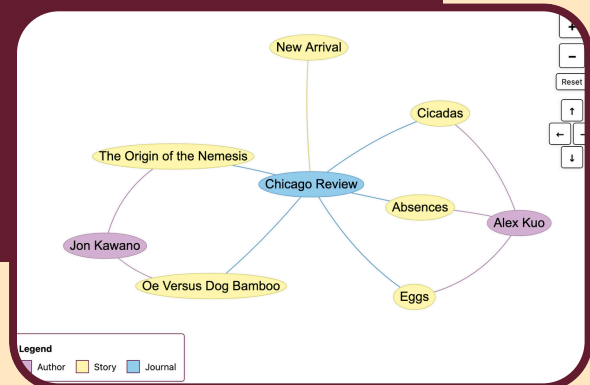 New Arrival
Cicadas
The Origin of the Nemesis
Chicago Review
Absences
Alex Kuo
Jon Kawano
Oe Versus Dog Bamboo
Eggs
+
−
Reset
↑
←
↓
Legend
Author
Story
Journal